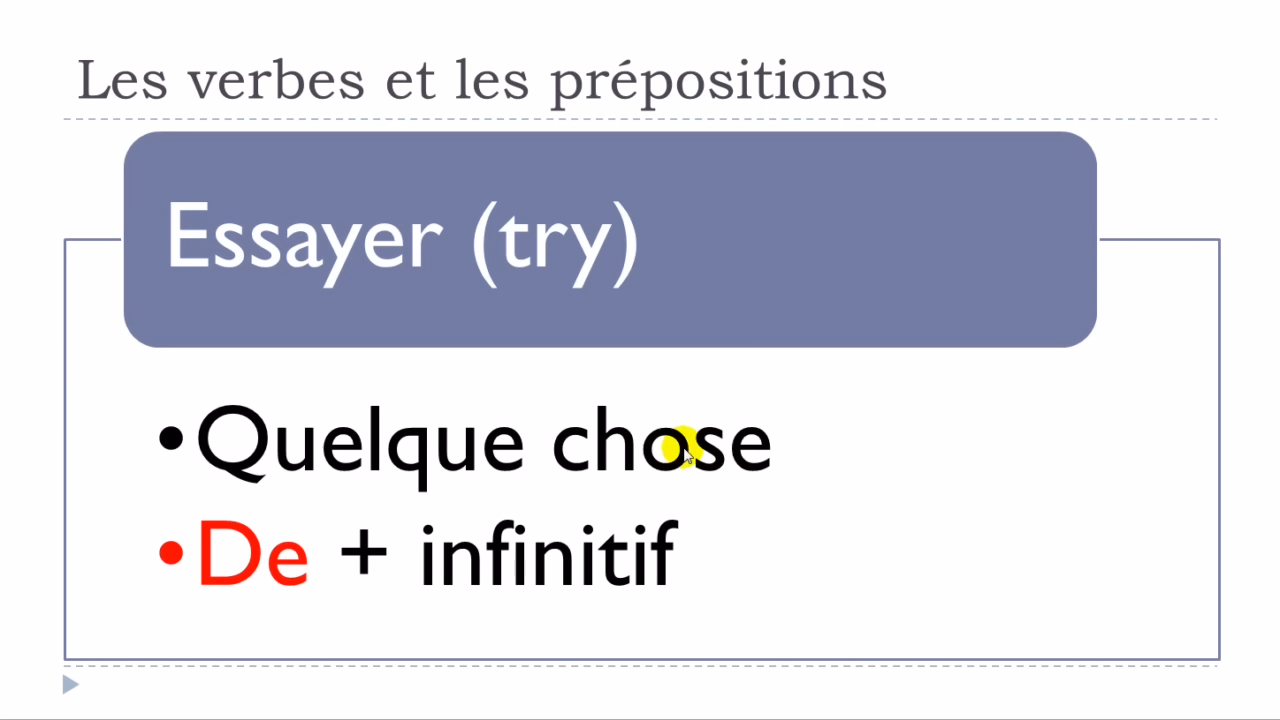 Les verbes et les prépositions
Essayer (try)
•Quelque chose
•De + infinitif